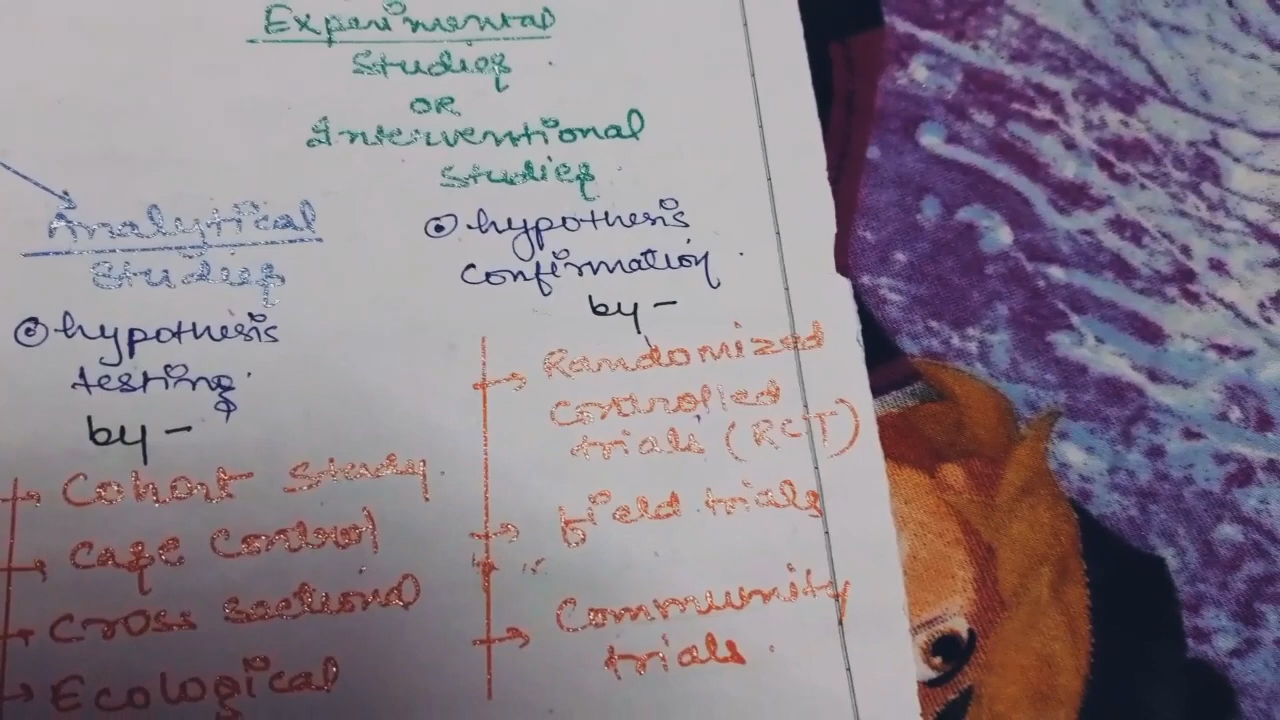 Experimental
Studies
OR
Interventional
Studies
Analytical
Studies
hypothesis
testing
by -
Cohort study
Case control
Cross sectional
Ecological
hypothesis
confirmation
by -
Randomized
controlled
trials (RCT)
field trials
Community
trials